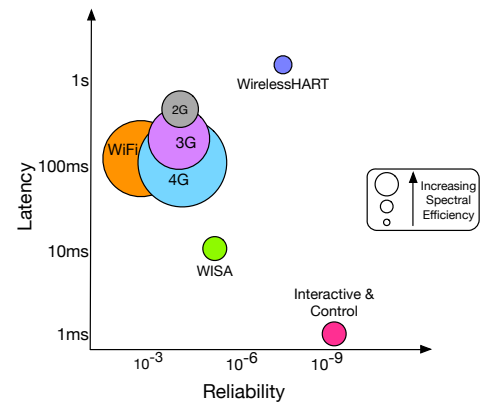 1s
WirelessHART
2G
WiFi
3G
100ms
4G
Increasing
Spectral
Efficiency
Latency
10ms
WISA
Interactive &
Control
1ms
10⁻³
10⁻⁶
10⁻⁹
Reliability